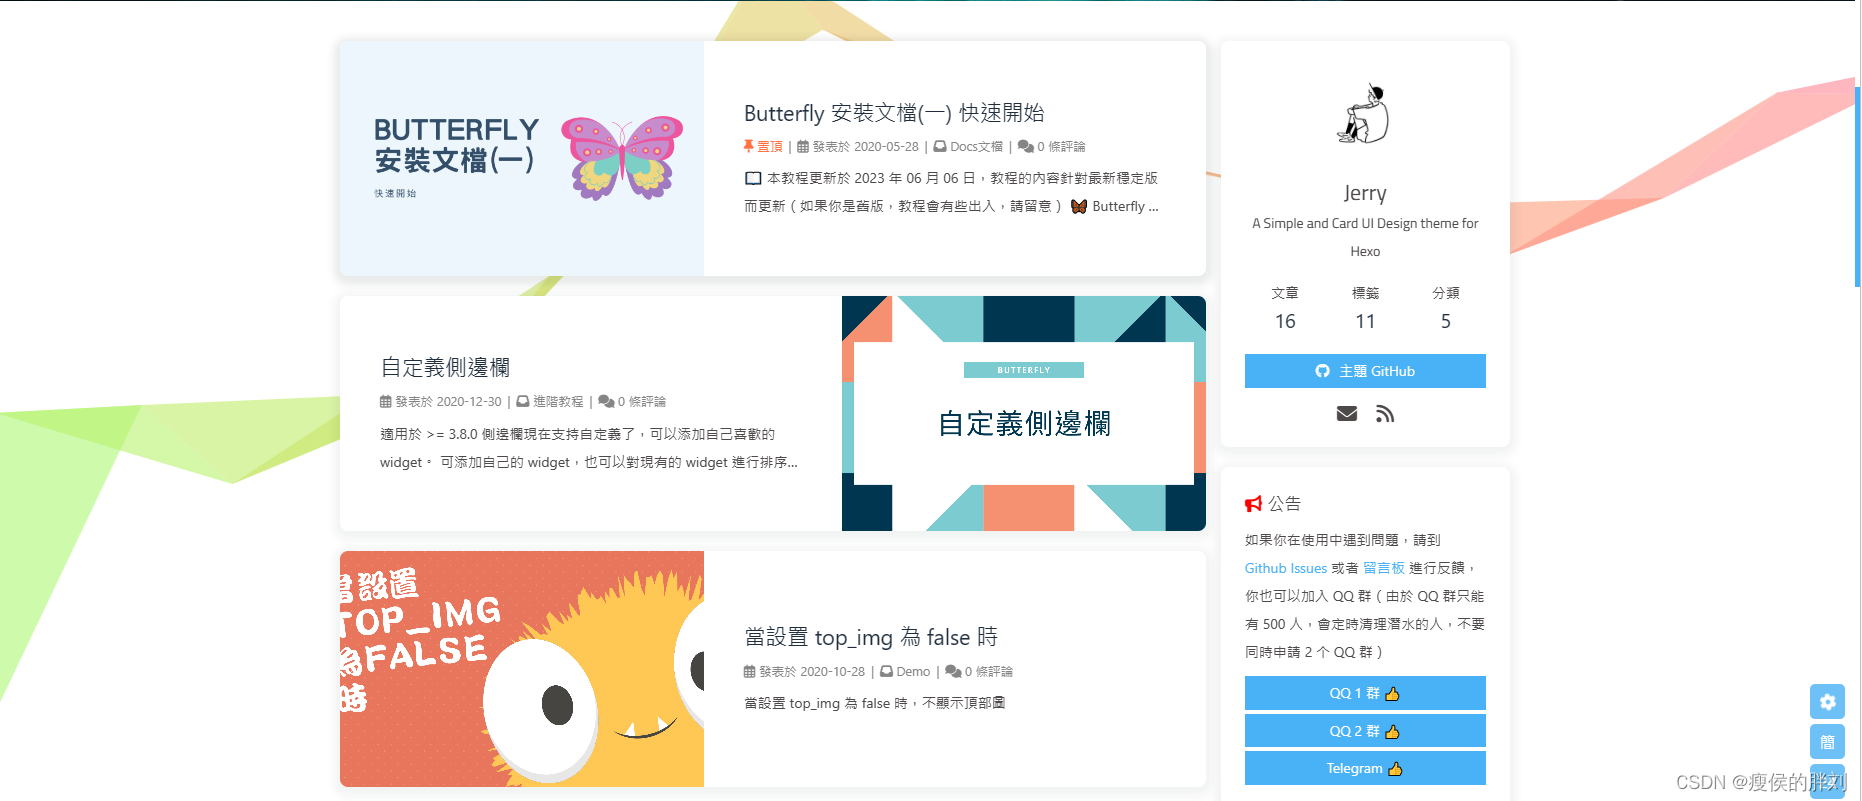 BUTTERFLY
安裝文檔(一)
快速開始
Butterfly 安裝文檔(一) 快速開始
置頂 | 發表於 2020-05-28 | Docs文檔 | 0 條評論
📖 本教程更新於 2023 年 06 月 06 日，教程的內容針對最新穩定版
而更新（如果你是舊版，教程會有些出入，請留意）🦋 Butterfly ...
自定義側邊欄
發表於 2020-12-30 | 進階教程 | 0 條評論
適用於 >= 3.8.0 側邊欄現在支持自定義了，可以添加自己喜歡的
widget。 可添加自己的 widget，也可以對現有的 widget 進行排序...
BUTTERFLY
自定義側邊欄
當設置
TOP_IMG
為FALSE
時
當設置 top_img 為 false 時
發表於 2020-10-28 | Demo | 0 條評論
當設置 top_img 為 false 時，不顯示頂部圖
Jerry
A Simple and Card UI Design theme for
Hexo
文章 標籤 分類
16 11 5
主題 GitHub
公告
如果你在使用中遇到問題，請到
Github Issues 或者 留言板 進行反饋，
你也可以加入 QQ 群（由於 QQ 群只能
有 500 人，會定時清理潛水的人，不要
同時申請 2 个 QQ 群）
QQ 1 群 👍
QQ 2 群 👍
Telegram 👍
簡
CSDN @瘦侯的胖刘